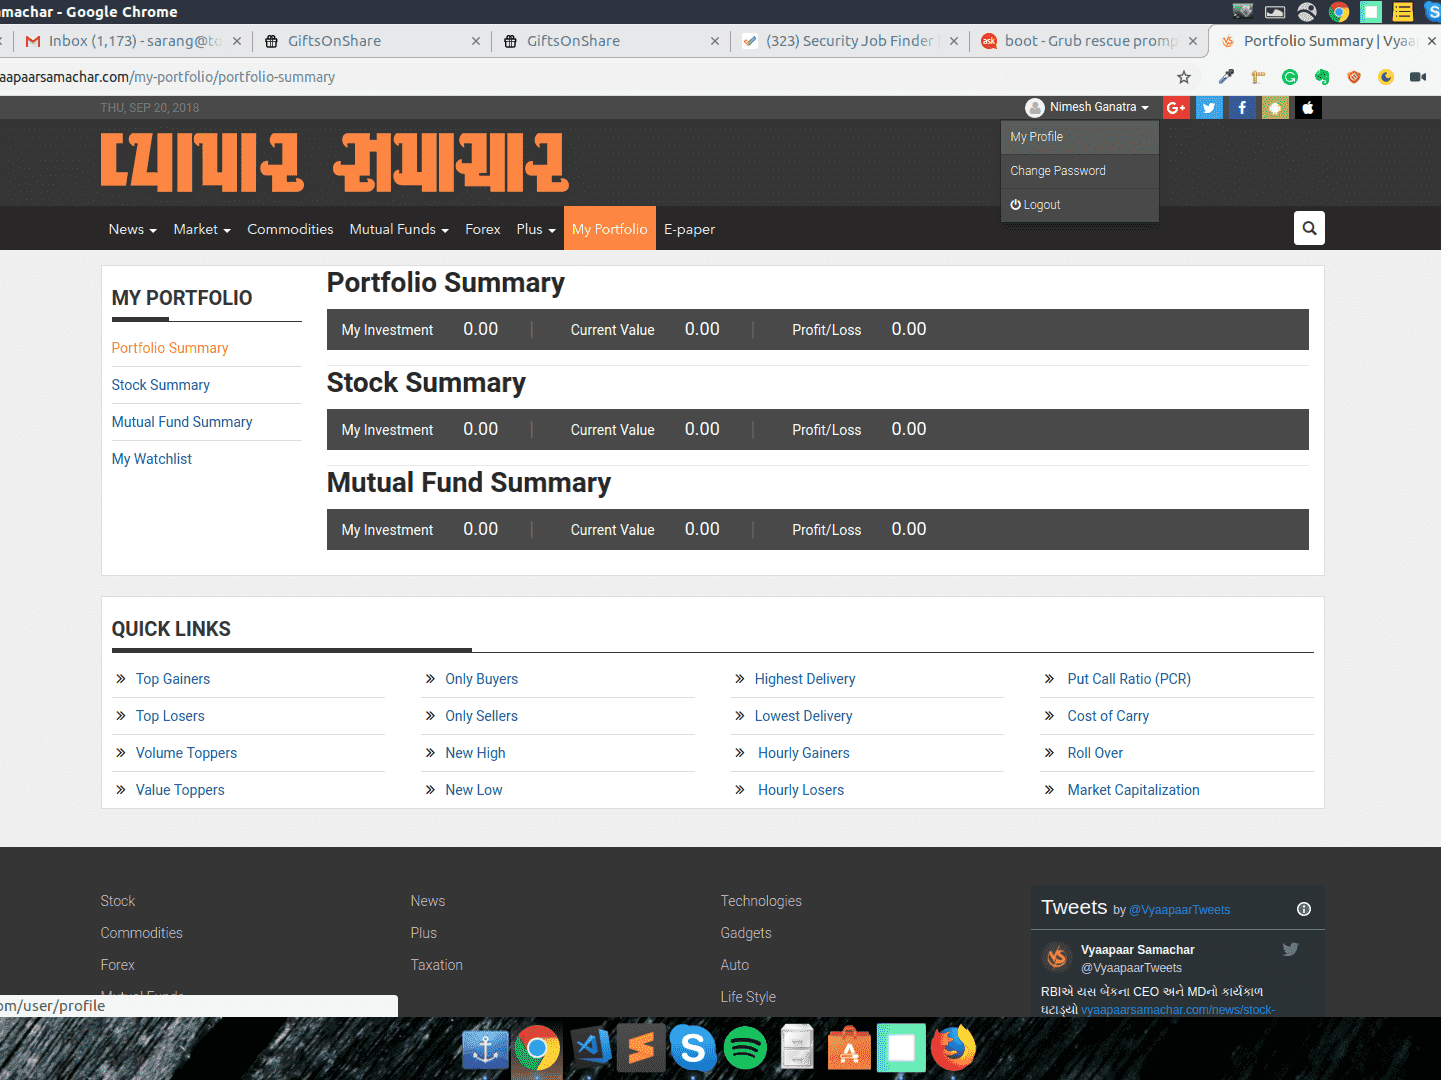 amachar - Google Chrome
Inbox (1,173) - sarang@to
GiftsOnShare
GiftsOnShare
(323) Security Job Finder
boot - Grub rescue promp
Portfolio Summary | Vyaa
aapaarsamachar.com/my-portfolio/portfolio-summary
THU, SEP 20, 2018
Nimesh Ganatra
વ્યાપાર સમાચાર
My Profile
Change Password
Logout
News
Market
Commodities
Mutual Funds
Forex
Plus
My Portfolio
E-paper
MY PORTFOLIO
Portfolio Summary
Stock Summary
Mutual Fund Summary
My Watchlist
Portfolio Summary
My Investment 0.00 | Current Value 0.00 | Profit/Loss 0.00
Stock Summary
My Investment 0.00 | Current Value 0.00 | Profit/Loss 0.00
Mutual Fund Summary
My Investment 0.00 | Current Value 0.00 | Profit/Loss 0.00
QUICK LINKS
Top Gainers
Only Buyers
Highest Delivery
Put Call Ratio (PCR)
Top Losers
Only Sellers
Lowest Delivery
Cost of Carry
Volume Toppers
New High
Hourly Gainers
Roll Over
Value Toppers
New Low
Hourly Losers
Market Capitalization
Stock
News
Technologies
Commodities
Plus
Gadgets
Forex
Taxation
Auto
Mutual Funds
Life Style
Tweets by @VyaapaarTweets
Vyaapaar Samachar
@VyaapaarTweets
RBIએ યસ બેંકના CEO અને MDનો કાર્યકાળ
ઘટાડ્યો vyaapaarsamachar.com/news/stock-
om/user/profile